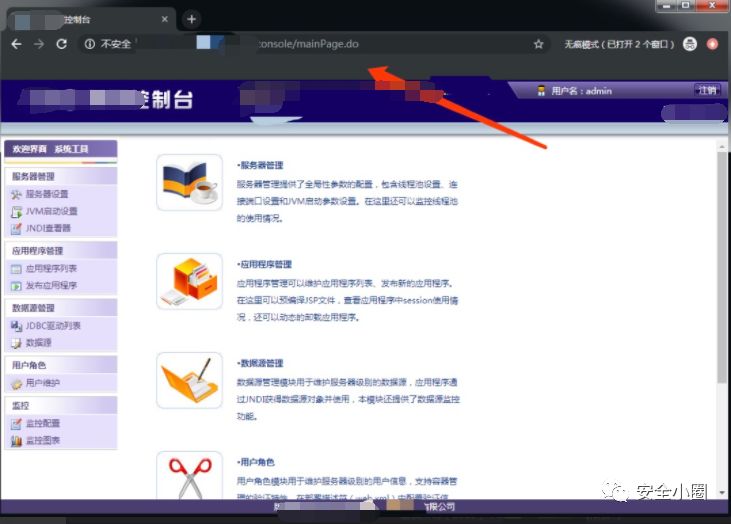 控制台
不安全
console/mainPage.do
无痕模式 (已打开 2 个窗口)
控制台
用户名：admin
注销
欢迎界面 系统工具
服务器管理
服务器设置
JVM启动设置
JNDI查看器
应用程序管理
应用程序列表
发布应用程序
数据源管理
JDBC驱动列表
数据源
用户角色
用户维护
监控
监控配置
监控图表
•服务器管理
服务器管理提供了全局性参数的配置，包含线程池设置、连
接端口设置和JVM启动参数设置。在这里还可以监控线程池
的使用情况。
•应用程序管理
应用程序管理可以维护应用程序列表、发布新的应用程序。
在这里可以预编译JSP文件，查看应用程序中session使用情
况，还可以动态的卸载应用程序。
•数据源管理
数据源管理模块用于维护服务器级别的数据源，应用程序通
过JNDI获得数据源对象并使用，本模块还提供了数据源监控
功能。
•用户角色
用户角色模块用于维护服务器级别的用户信息，支持容器管
理的验证特性，在部署描述符（web.xml）中配置验证信
有限公司
安全小圈